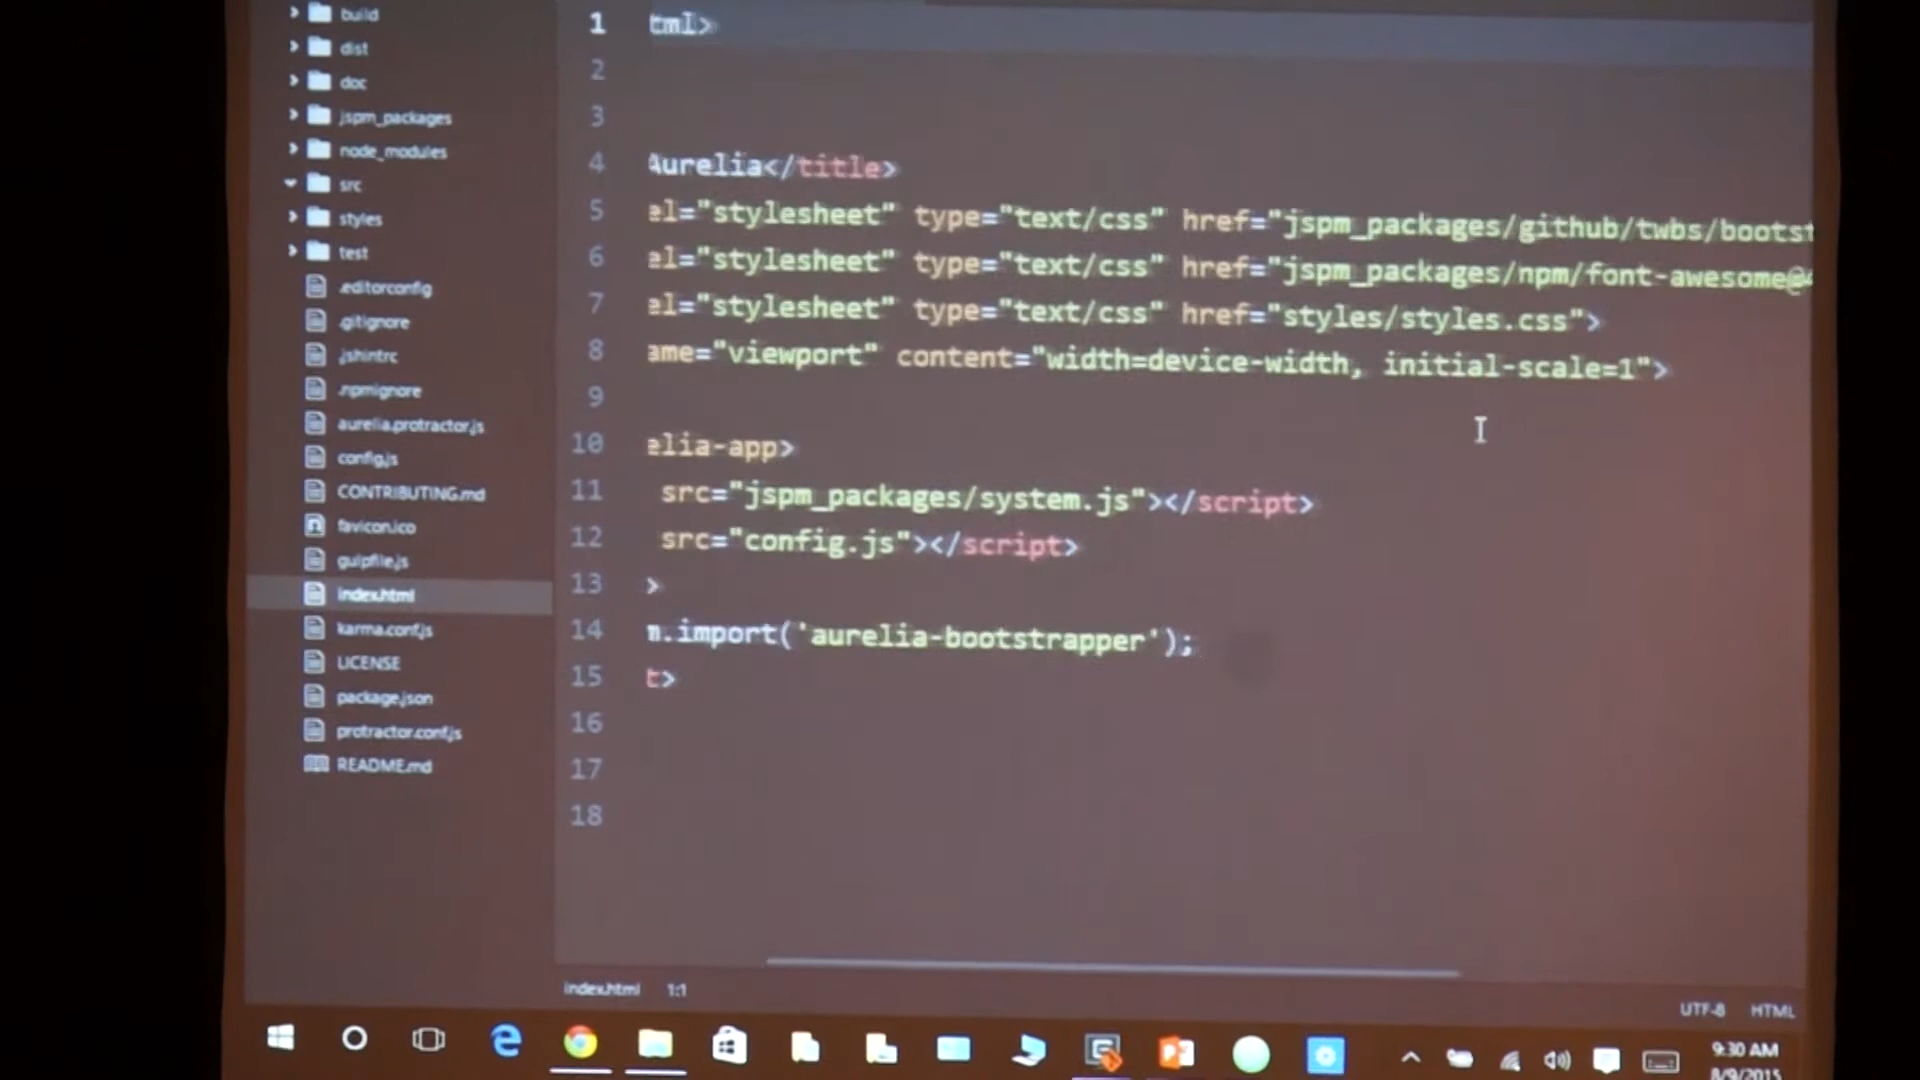 build
dist
doc
jspm_packages
node_modules
src
styles
test
.editorconfig
.gitignore
.jshintrc
.npmignore
aurelia.protractor.js
config.js
CONTRIBUTING.md
favicon.ico
gulpfile.js
index.html
karma.conf.js
LICENSE
package.json
protractor.conf.js
README.md
1 tml>
2
3
4 Aurelia</title>
5 el="stylesheet" type="text/css" href="jspm_packages/github/twbs/bootst
6 el="stylesheet" type="text/css" href="jspm_packages/npm/font-awesome@4
7 el="stylesheet" type="text/css" href="styles/styles.css">
8 ame="viewport" content="width=device-width, initial-scale=1">
9
10 elia-app>
11 src="jspm_packages/system.js"></script>
12 src="config.js"></script>
13 >
14 m.import('aurelia-bootstrapper');
15 t>
16
17
18
index.html 1:1
UTF-8 HTML
9:30 AM
8/9/2015